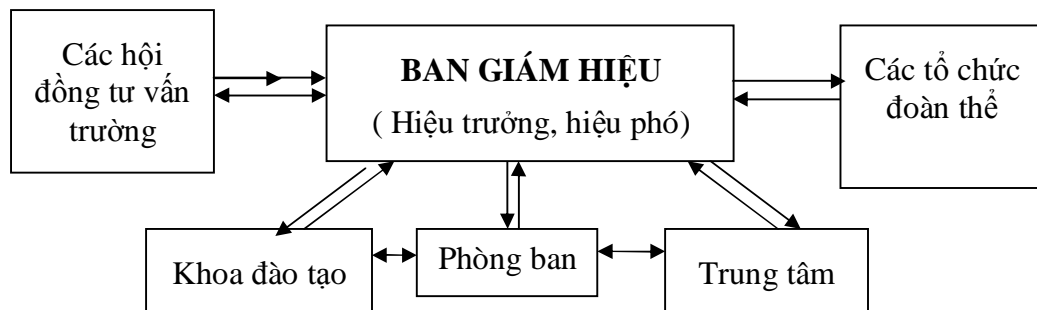 Các hội
đồng tư vấn
trường
BAN GIÁM HIỆU
( Hiệu trưởng, hiệu phó)
Các tổ chức
đoàn thể
Khoa đào tạo
Phòng ban
Trung tâm